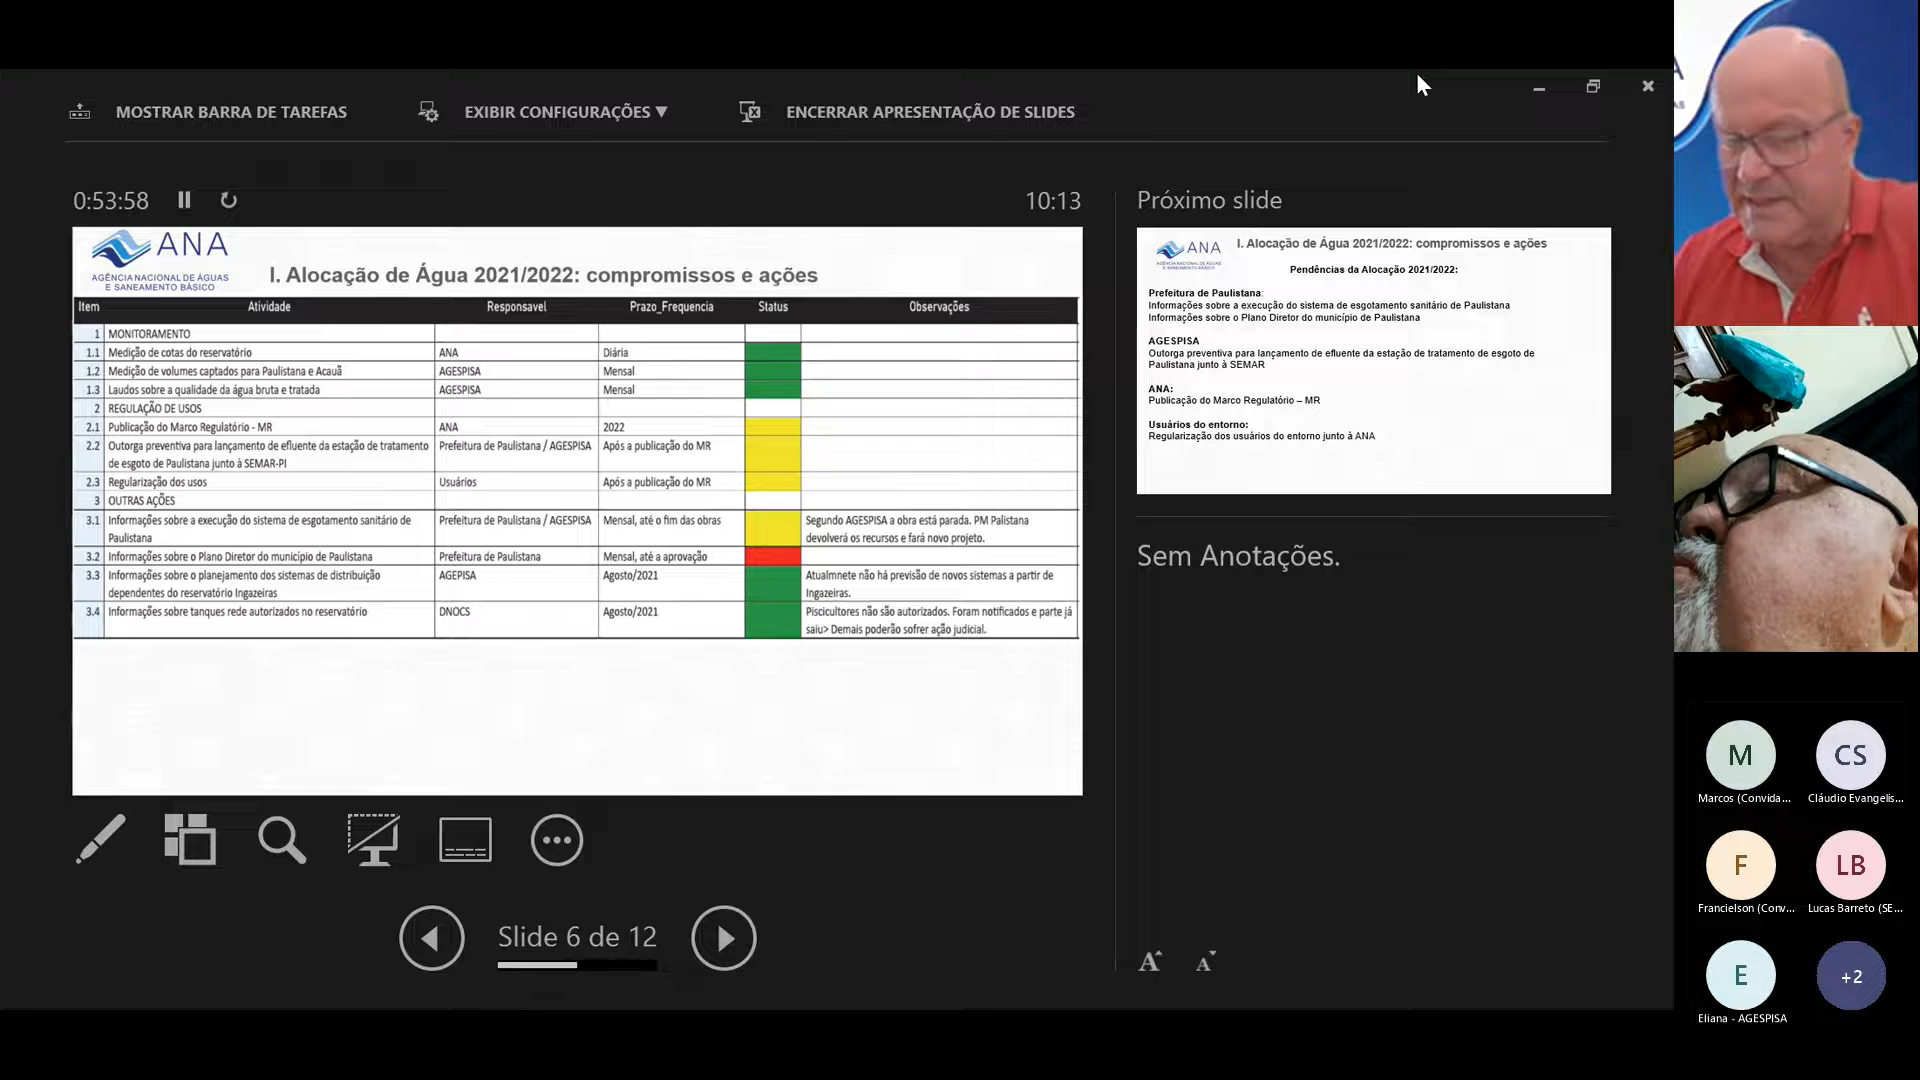 MOSTRAR BARRA DE TAREFAS
EXIBIR CONFIGURAÇÕES ▼
ENCERRAR APRESENTAÇÃO DE SLIDES
0:53:58
10:13
ANA
AGÊNCIA NACIONAL DE ÁGUAS
E SANEAMENTO BÁSICO
I. Alocação de Água 2021/2022: compromissos e ações
Item Atividade Responsavel Prazo_Frequencia Status Observações
1 MONITORAMENTO
1.1 Medição de cotas do reservatório ANA Diária
1.2 Medição de volumes captados para Paulistana e Acauã AGESPISA Mensal
1.3 Laudos sobre a qualidade da água bruta e tratada AGESPISA Mensal
2 REGULAÇÃO DE USOS
2.1 Publicação do Marco Regulatório - MR ANA 2022
2.2 Outorga preventiva para lançamento de efluente da estação de tratamento Prefeitura de Paulistana / AGESPISA Após a publicação do MR
de esgoto de Paulistana junto à SEMAR-PI
2.3 Regularização dos usos Usuários Após a publicação do MR
3 OUTRAS AÇÕES
3.1 Informações sobre a execução do sistema de esgotamento sanitário de Prefeitura de Paulistana / AGESPISA Mensal, até o fim das obras Segundo AGESPISA a obra está parada. PM Palistana
Paulistana devolverá os recursos e fará novo projeto.
3.2 Informações sobre o Plano Diretor do município de Paulistana Prefeitura de Paulistana Mensal, até a aprovação
3.3 Informações sobre o planejamento dos sistemas de distribuição AGEPISA Agosto/2021 Atualmnete não há previsão de novos sistemas a partir de
dependentes do reservatório Ingazeiras Ingazeiras.
3.4 Informações sobre tanques rede autorizados no reservatório DNOCS Agosto/2021 Piscicultores não são autorizados. Foram notificados e parte já
saiu> Demais poderão sofrer ação judicial.
Slide 6 de 12
Próximo slide
ANA
AGÊNCIA NACIONAL DE ÁGUAS
E SANEAMENTO BÁSICO
I. Alocação de Água 2021/2022: compromissos e ações
Pendências da Alocação 2021/2022:
Prefeitura de Paulistana:
Informações sobre a execução do sistema de esgotamento sanitário de Paulistana
Informações sobre o Plano Diretor do município de Paulistana
AGESPISA
Outorga preventiva para lançamento de efluente da estação de tratamento de esgoto de
Paulistana junto à SEMAR
ANA:
Publicação do Marco Regulatório – MR
Usuários do entorno:
Regularização dos usuários do entorno junto à ANA
Sem Anotações.
A A
M CS
Marcos (Convida... Cláudio Evangelis...
F LB
Francielson (Conv... Lucas Barreto (SE...
E +2
Eliana - AGESPISA